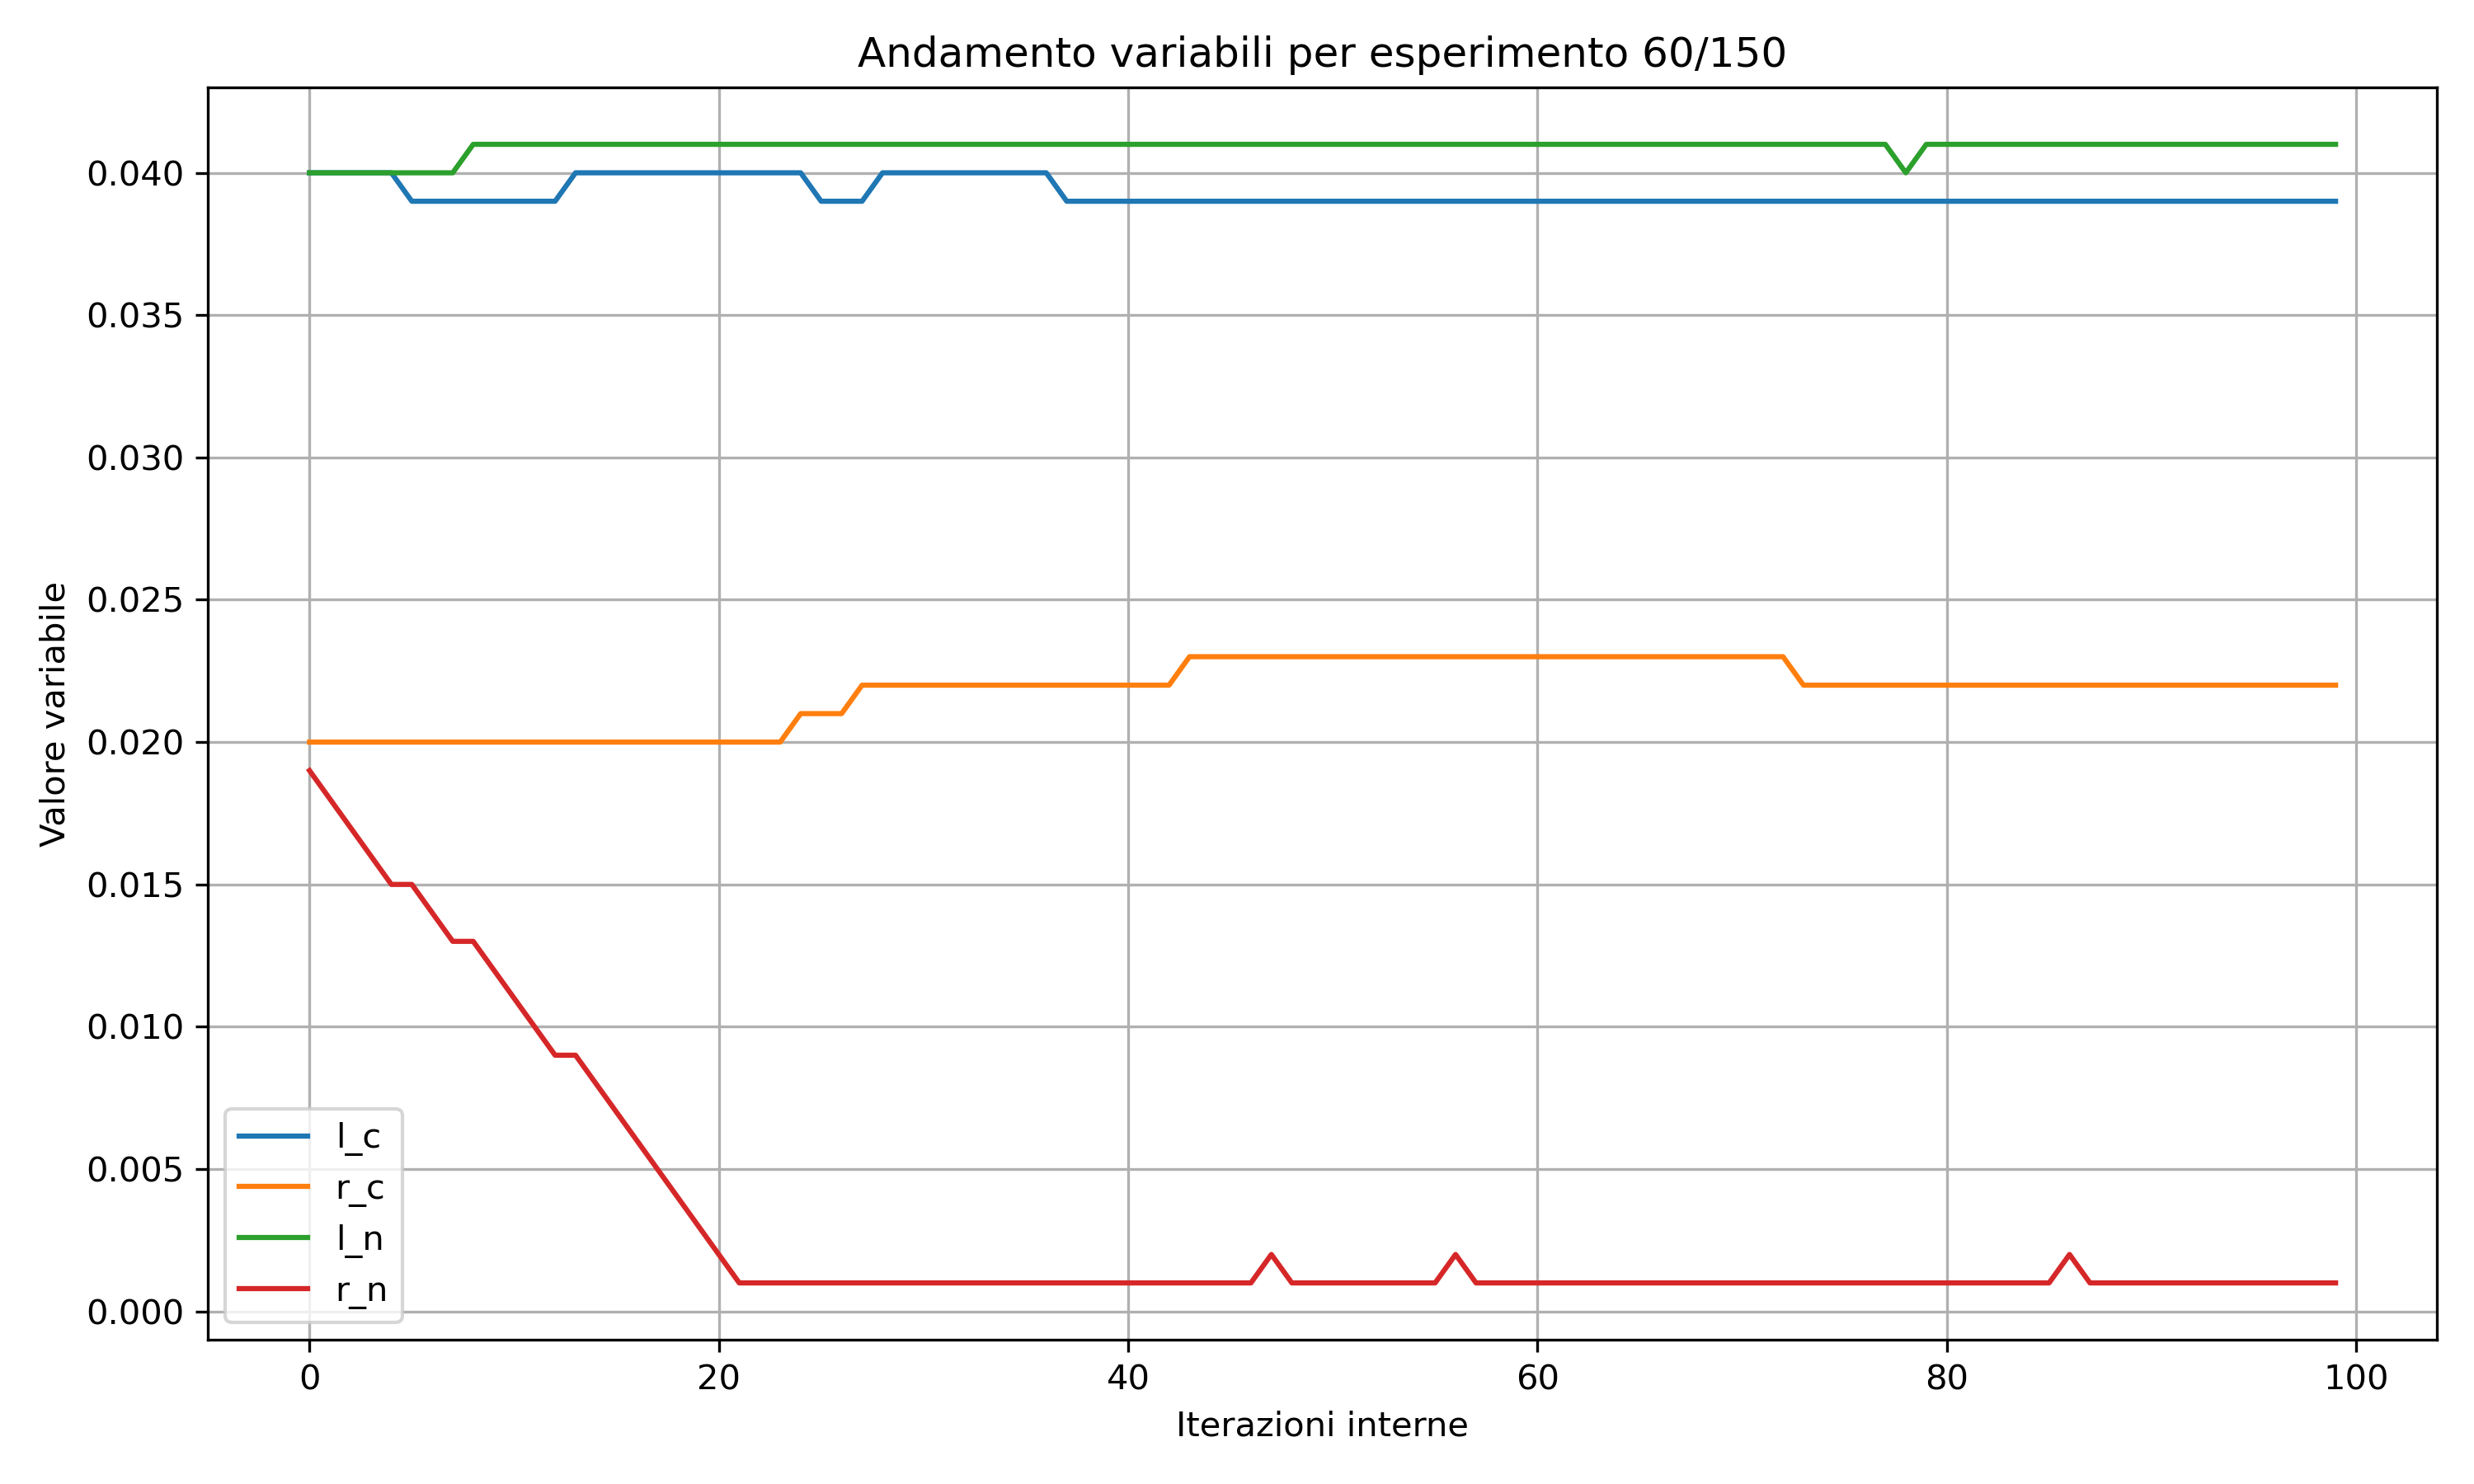 Andamento variabili per esperimento 60/150
Valore variabile
0.040
0.035
0.030
0.025
0.020
0.015
0.010
0.005
0.000
l_c
r_c
l_n
r_n
0 20 40 60 80 100
Iterazioni interne